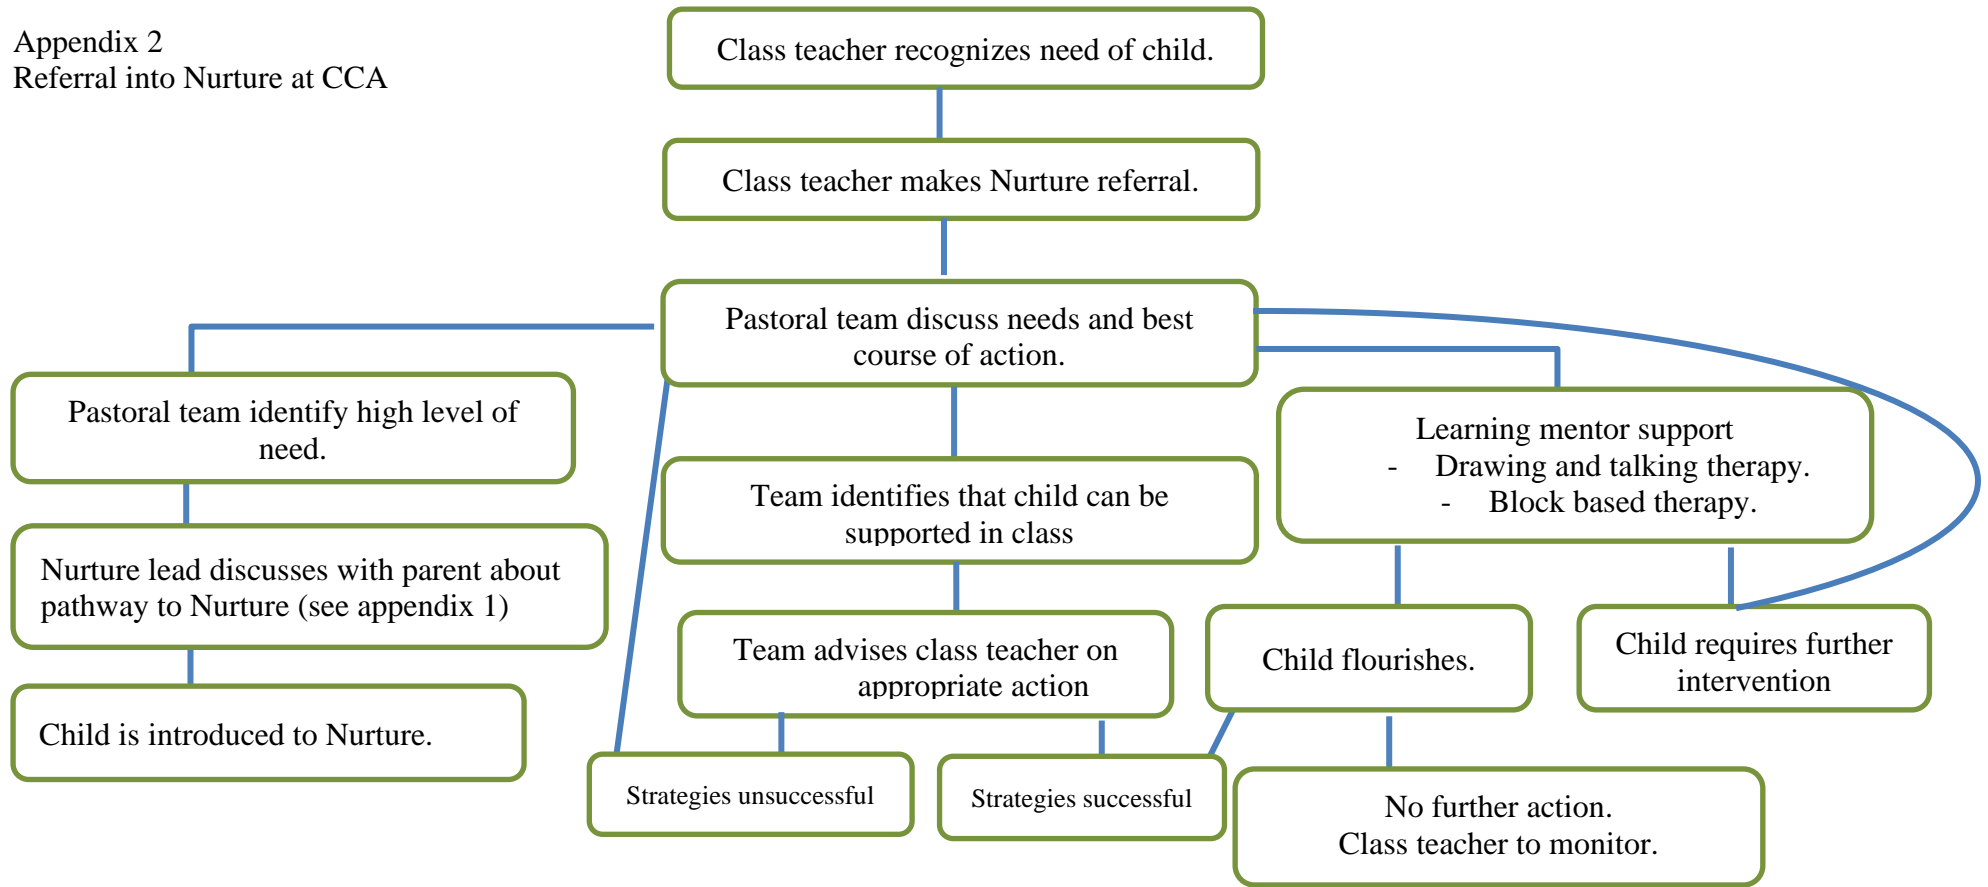 Appendix 2
Referral into Nurture at CCA
Class teacher recognizes need of child.
Class teacher makes Nurture referral.
Pastoral team discuss needs and best
course of action.
Pastoral team identify high level of
need.
Nurture lead discusses with parent about
pathway to Nurture (see appendix 1)
Child is introduced to Nurture.
Team identifies that child can be
supported in class
Team advises class teacher on
appropriate action
Strategies unsuccessful
Strategies successful
Learning mentor support
- Drawing and talking therapy.
- Block based therapy.
Child flourishes.
Child requires further
intervention
No further action.
Class teacher to monitor.